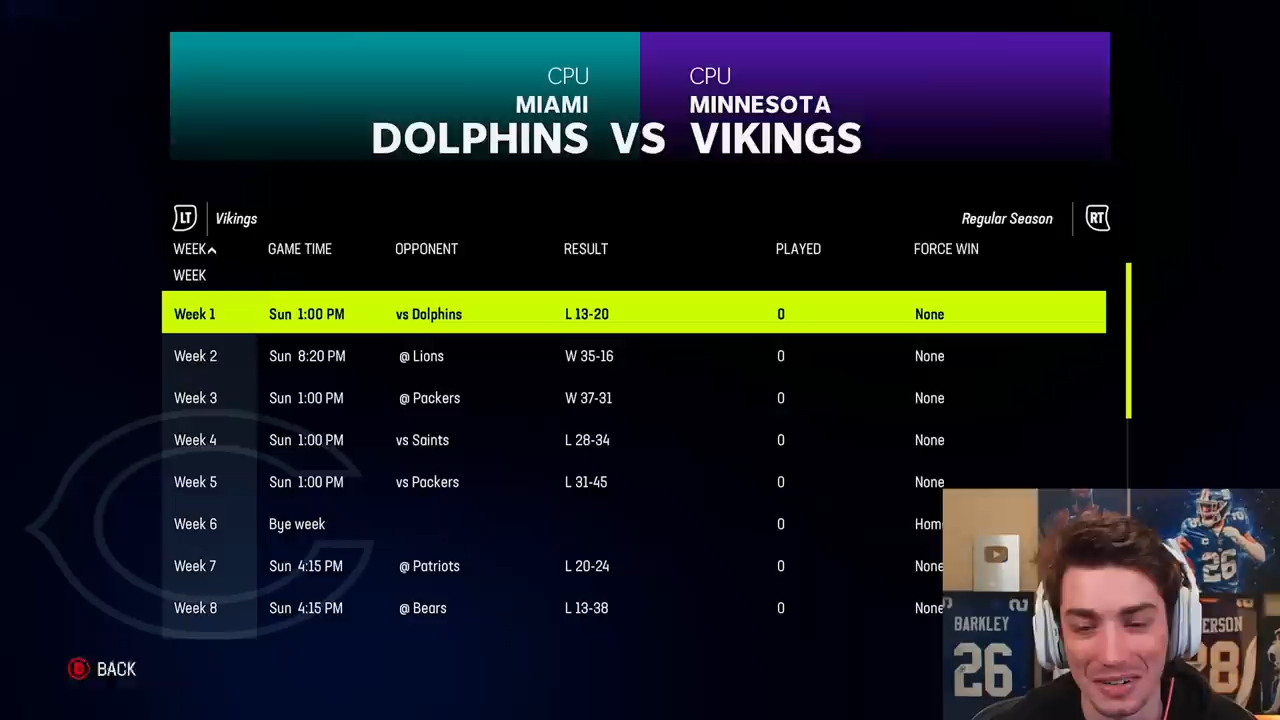 CPU
MIAMI
DOLPHINS VS VIKINGS
CPU
MINNESOTA
LT Vikings Regular Season RT
WEEK GAME TIME OPPONENT RESULT PLAYED FORCE WIN
WEEK
Week 1 Sun 1:00 PM vs Dolphins L 13-20 0 None
Week 2 Sun 8:20 PM @ Lions W 35-16 0 None
Week 3 Sun 1:00 PM @ Packers W 37-31 0 None
Week 4 Sun 1:00 PM vs Saints L 28-34 0 None
Week 5 Sun 1:00 PM vs Packers L 31-45 0 None
Week 6 Bye week 0
Week 7 Sun 4:15 PM @ Patriots L 20-24 0 None
Week 8 Sun 4:15 PM @ Bears L 13-38 0 None
B BACK
26
BARKLEY
26